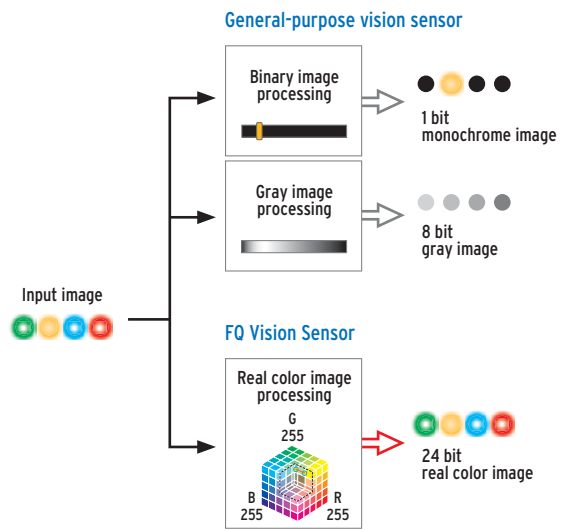 General-purpose vision sensor
Binary image
processing
1 bit
monochrome image
Gray image
processing
8 bit
gray image
Input image
FQ Vision Sensor
Real color image
processing
G
255
B
255
R
255
24 bit
real color image